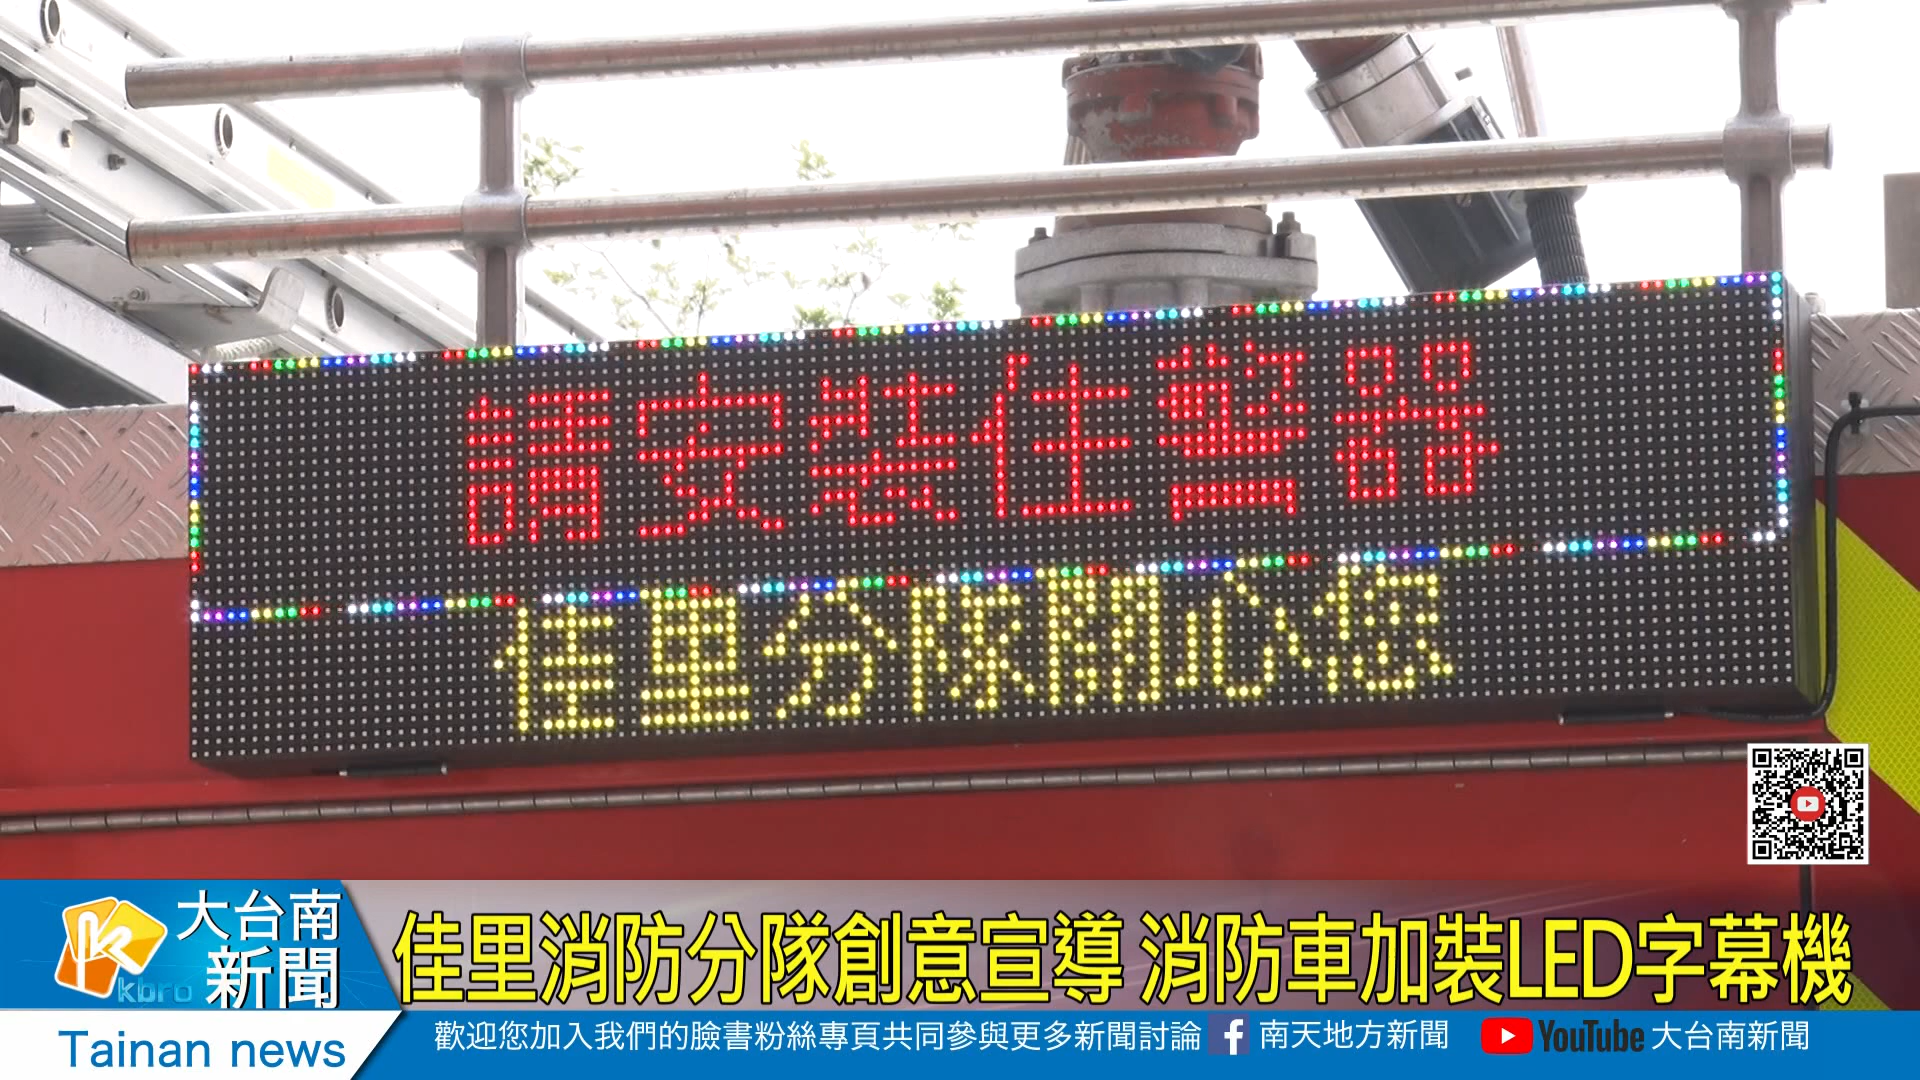 請安裝住警器
佳里分隊關心您
大台南
新聞
kbro
佳里消防分隊創意宣導 消防車加裝LED字幕機
Tainan news
歡迎您加入我們的臉書粉絲專頁共同參與更多新聞討論 南天地方新聞 YouTube 大台南新聞